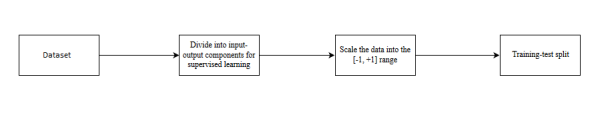 Dataset
Divide into input-
output components for
supervised learning
Scale the data into the
[-1, +1] range
Training-test split